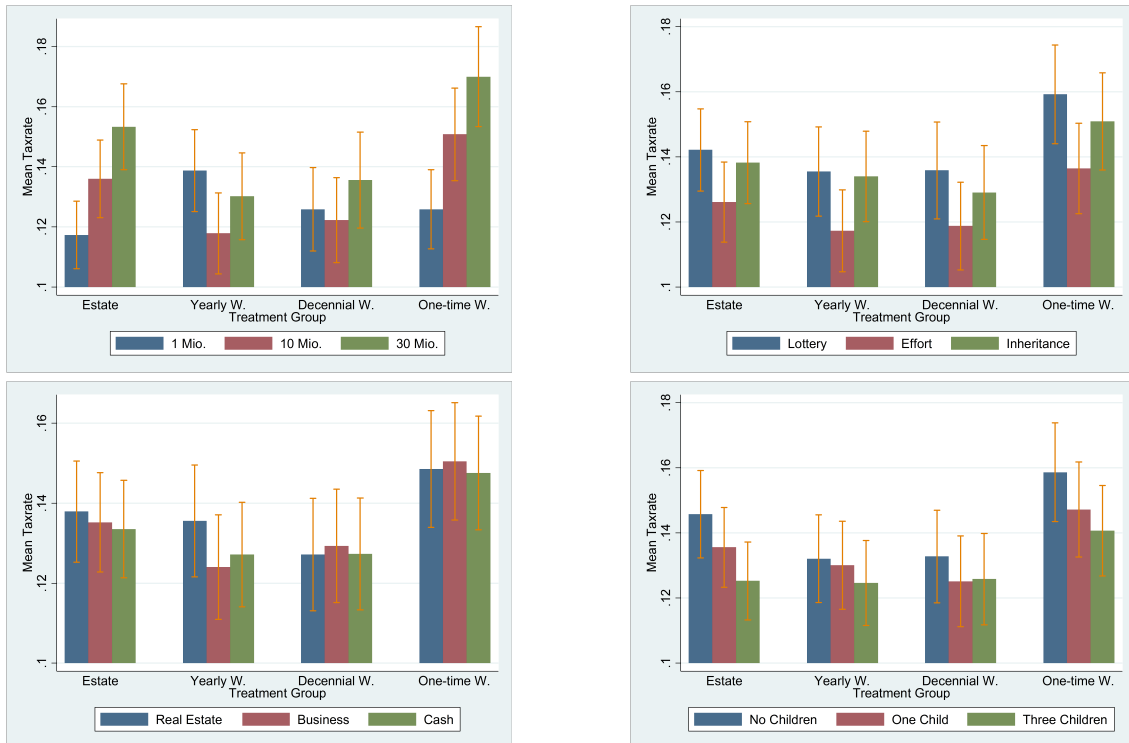 Mean Taxrate
.18
.16
.14
.12
.1
Estate Yearly W. Decennial W. One-time W.
Treatment Group
1 Mio. 10 Mio. 30 Mio.
Mean Taxrate
.18
.16
.14
.12
.1
Estate Yearly W. Decennial W. One-time W.
Treatment Group
Lottery Effort Inheritance
Mean Taxrate
.16
.14
.12
.1
Estate Yearly W. Decennial W. One-time W.
Treatment Group
Real Estate Business Cash
Mean Taxrate
.18
.16
.14
.12
.1
Estate Yearly W. Decennial W. One-time W.
Treatment Group
No Children One Child Three Children